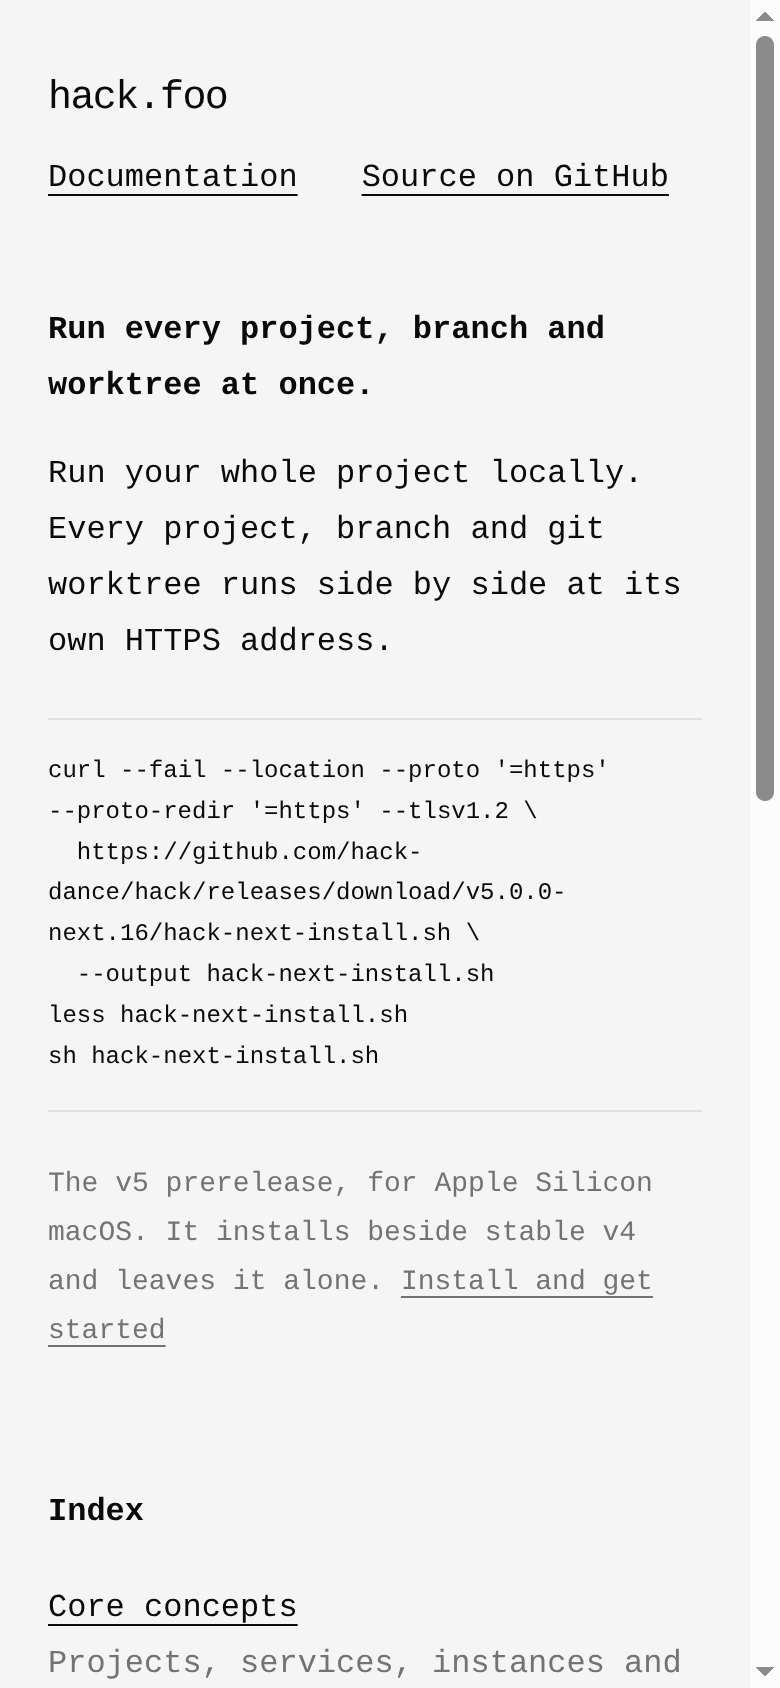 hack.foo
Documentation Source on GitHub
Run every project, branch and
worktree at once.
Run your whole project locally.
Every project, branch and git
worktree runs side by side at its
own HTTPS address.
curl --fail --location --proto '=https'
--proto-redir '=https' --tlsv1.2 \
  https://github.com/hack-
dance/hack/releases/download/v5.0.0-
next.16/hack-next-install.sh \
  --output hack-next-install.sh
less hack-next-install.sh
sh hack-next-install.sh
The v5 prerelease, for Apple Silicon
macOS. It installs beside stable v4
and leaves it alone. Install and get
started
Index
Core concepts
Projects, services, instances and